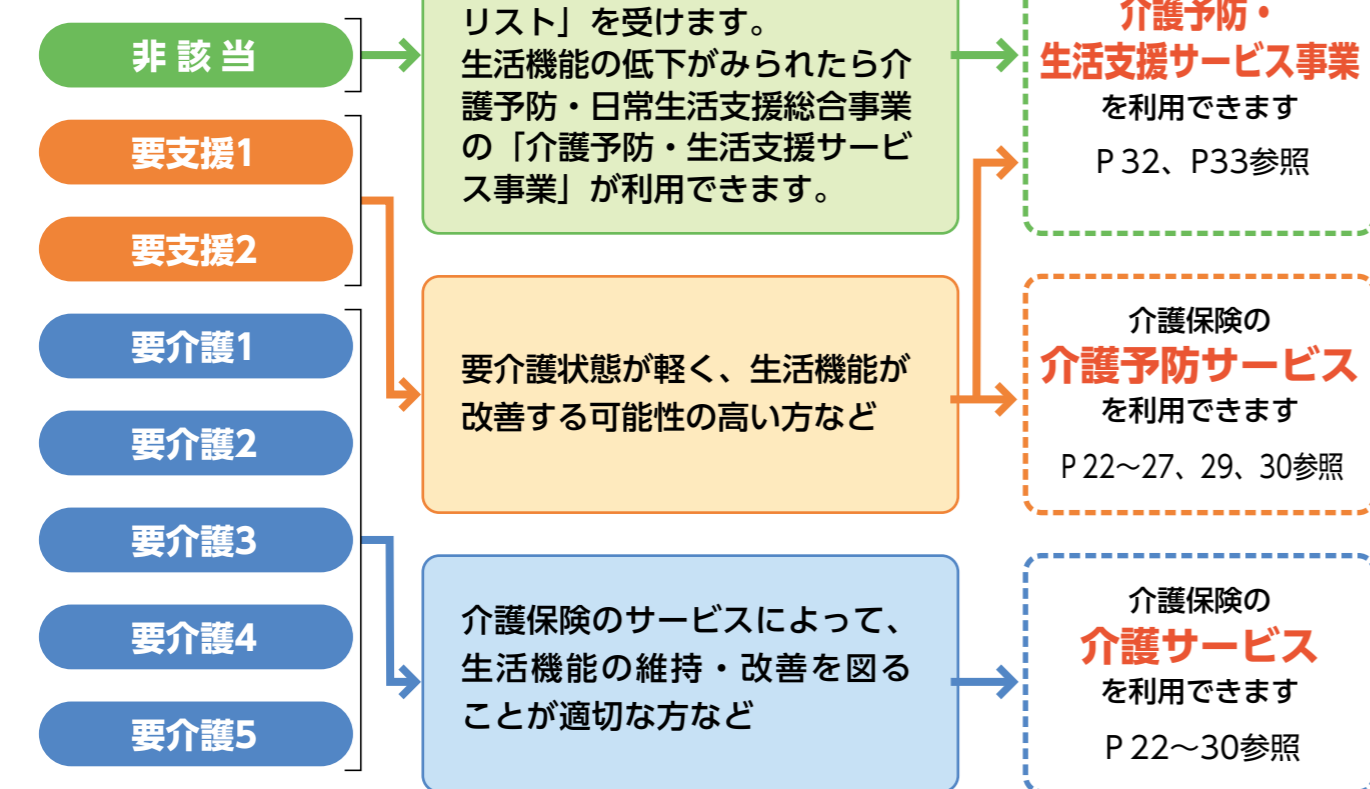 非該当
要支援1
要支援2
要介護1
要介護2
要介護3
要介護4
要介護5
リスト」を受けます。
生活機能の低下がみられたら介
護予防・日常生活支援総合事業
の「介護予防・生活支援サービ
ス事業」が利用できます。
要介護状態が軽く、生活機能が
改善する可能性の高い方など
介護保険のサービスによって、
生活機能の維持・改善を図る
ことが適切な方など
介護予防・
生活支援サービス事業
を利用できます
P 32、P33参照
介護保険の
介護予防サービス
を利用できます
P 22〜27、29、30参照
介護保険の
介護サービス
を利用できます
P 22〜30参照